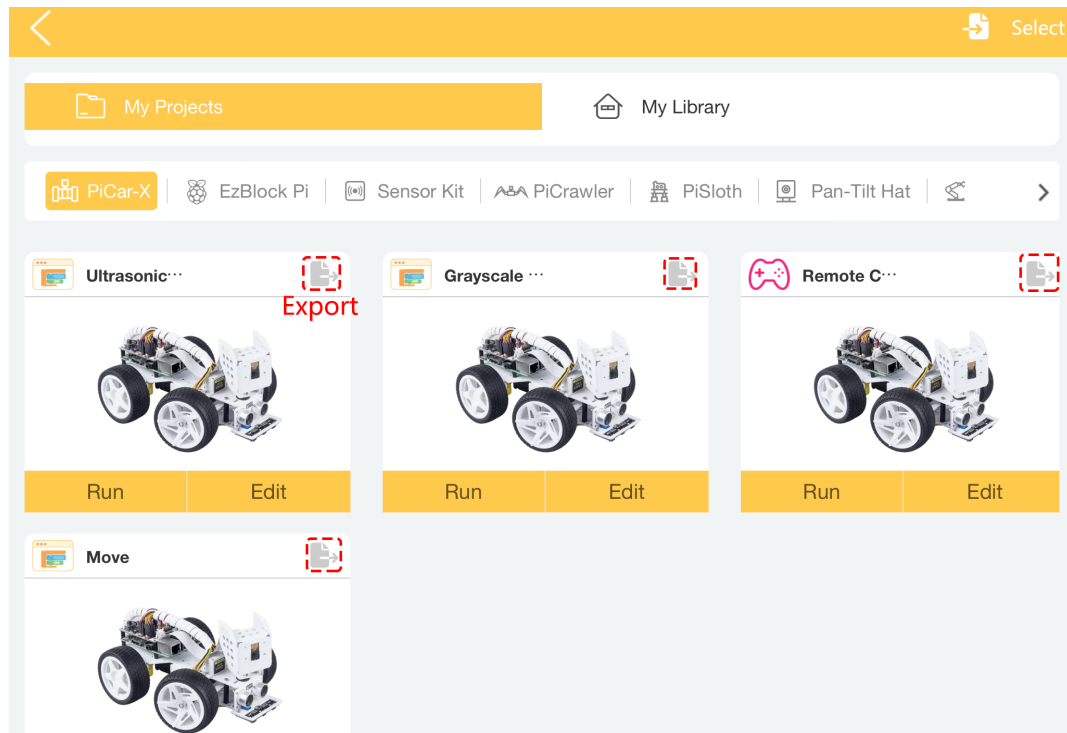 Select
My Projects My Library
PiCar-X EzBlock Pi Sensor Kit PiCrawler PiSloth Pan-Tilt Hat
Ultrasonic··· Grayscale ··· Remote C···
Export
Run Edit Run Edit Run Edit
Move